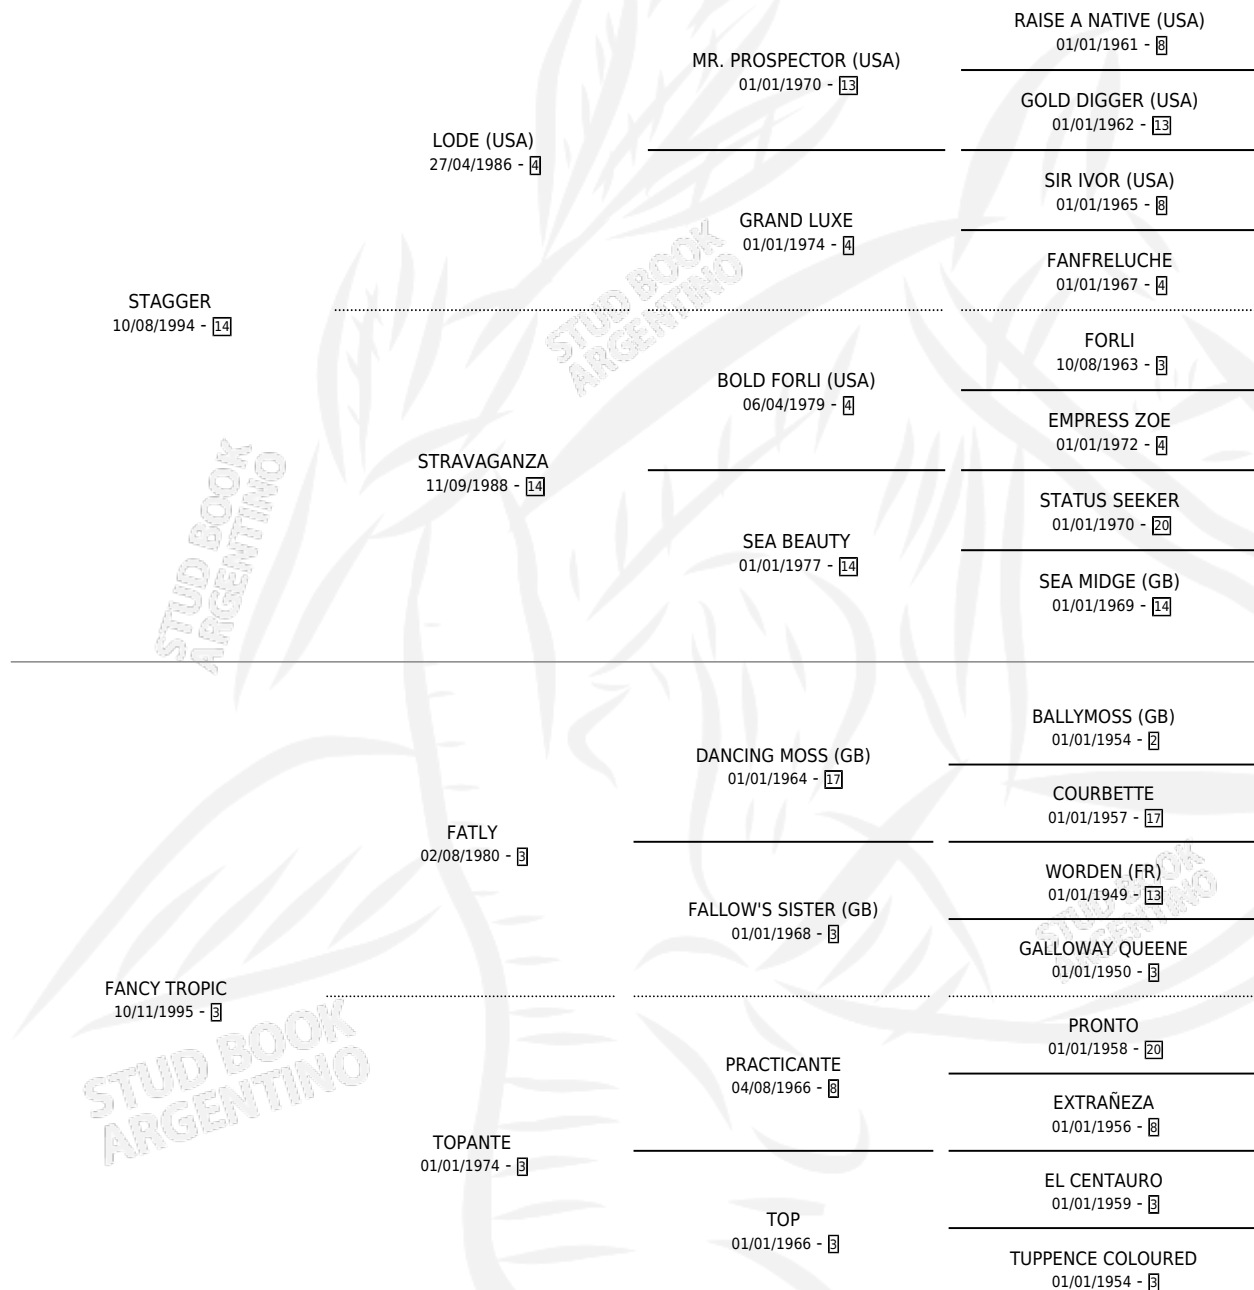 RAISE A NATIVE (USA)
01/01/1961 - 8
MR. PROSPECTOR (USA)
01/01/1970 - 13
GOLD DIGGER (USA)
01/01/1962 - 13
LODE (USA)
27/04/1986 - 4
SIR IVOR (USA)
01/01/1965 - 8
GRAND LUXE
01/01/1974 - 4
FANFRELUCHE
01/01/1967 - 4
STAGGER
10/08/1994 - 14
FORLI
10/08/1963 - 3
BOLD FORLI (USA)
06/04/1979 - 4
EMPRESS ZOE
01/01/1972 - 4
STRAVAGANZA
11/09/1988 - 14
STATUS SEEKER
01/01/1970 - 20
SEA BEAUTY
01/01/1977 - 14
SEA MIDGE (GB)
01/01/1969 - 14
BALLYMOSS (GB)
01/01/1954 - 2
DANCING MOSS (GB)
01/01/1964 - 17
COURBETTE
01/01/1957 - 17
FATLY
02/08/1980 - 3
WORDEN (FR)
01/01/1949 - 13
FALLOW'S SISTER (GB)
01/01/1968 - 3
GALLOWAY QUEENE
01/01/1950 - 3
FANCY TROPIC
10/11/1995 - 3
PRONTO
01/01/1958 - 20
PRACTICANTE
04/08/1966 - 8
EXTRAÑEZA
01/01/1956 - 8
TOPANTE
01/01/1974 - 3
EL CENTAURO
01/01/1959 - 3
TOP
01/01/1966 - 3
TUPPENCE COLOURED
01/01/1954 - 3
STUD BOOK
ARGENTINO
STUD BOOK
ARGENTINO
STUD BOOK
ARGENTINO
STUD BOOK
ARGENTINO